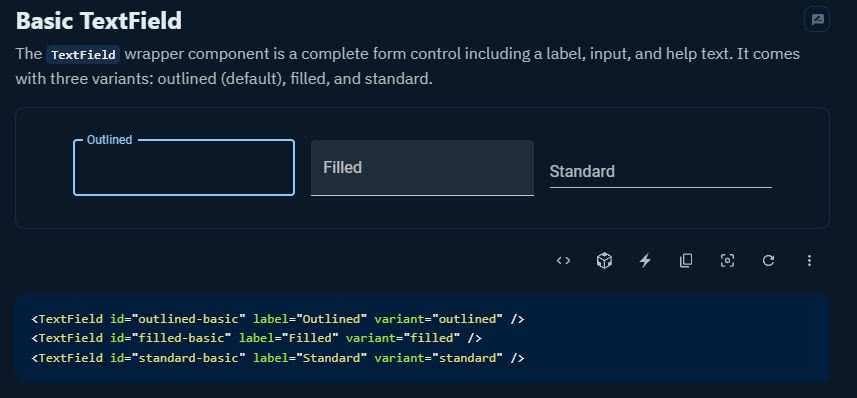 Basic TextField
The TextField wrapper component is a complete form control including a label, input, and help text. It comes
with three variants: outlined (default), filled, and standard.
Outlined
Filled
Standard
<TextField id="outlined-basic" label="Outlined" variant="outlined" />
<TextField id="filled-basic" label="Filled" variant="filled" />
<TextField id="standard-basic" label="Standard" variant="standard" />